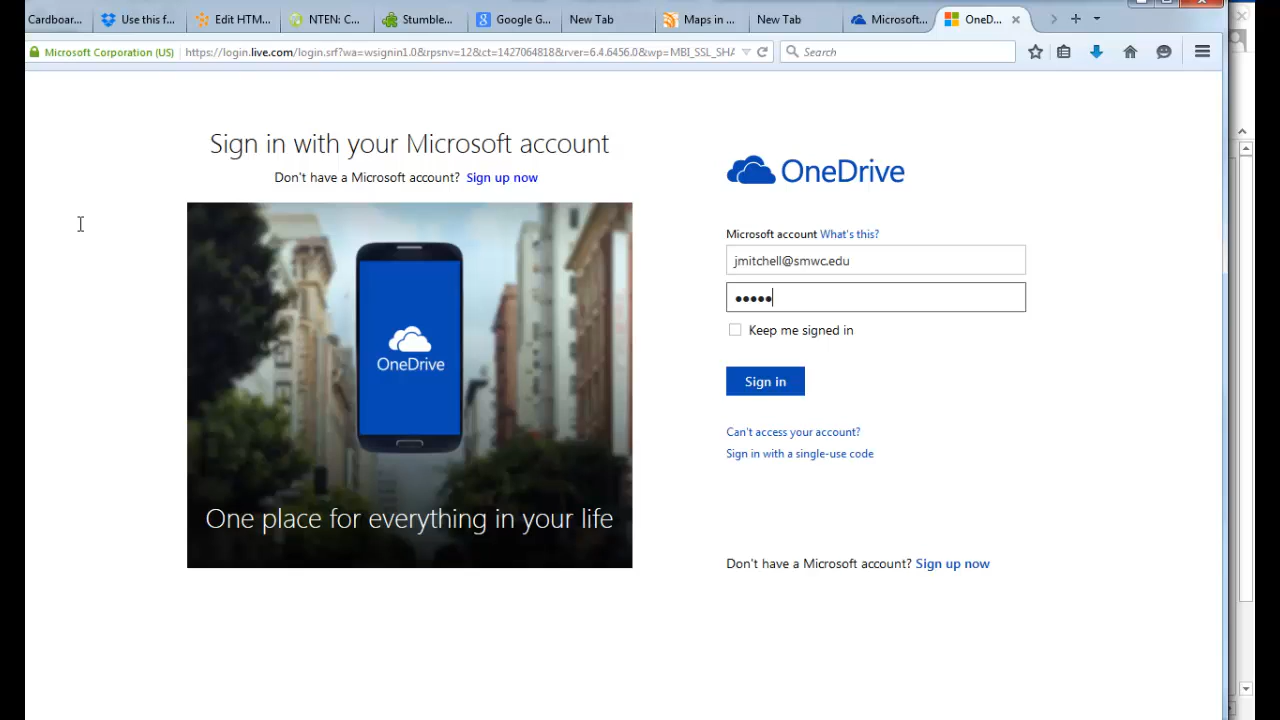 Cardboar...
Use this f...
Edit HTM...
NTEN: C...
Stumble...
Google G...
New Tab
Maps in ...
New Tab
Microsoft...
OneD...
Microsoft Corporation (US)
https://login.live.com/login.srf?wa=wsignin1.0&rpsnv=12&ct=1427064818&rver=6.4.6456.0&wp=MBI_SSL_SHA
Search
Sign in with your Microsoft account
Don't have a Microsoft account? Sign up now
OneDrive
One place for everything in your life
OneDrive
Microsoft account What's this?
jmitchell@smwc.edu
•••••
Keep me signed in
Sign in
Can't access your account?
Sign in with a single-use code
Don't have a Microsoft account? Sign up now